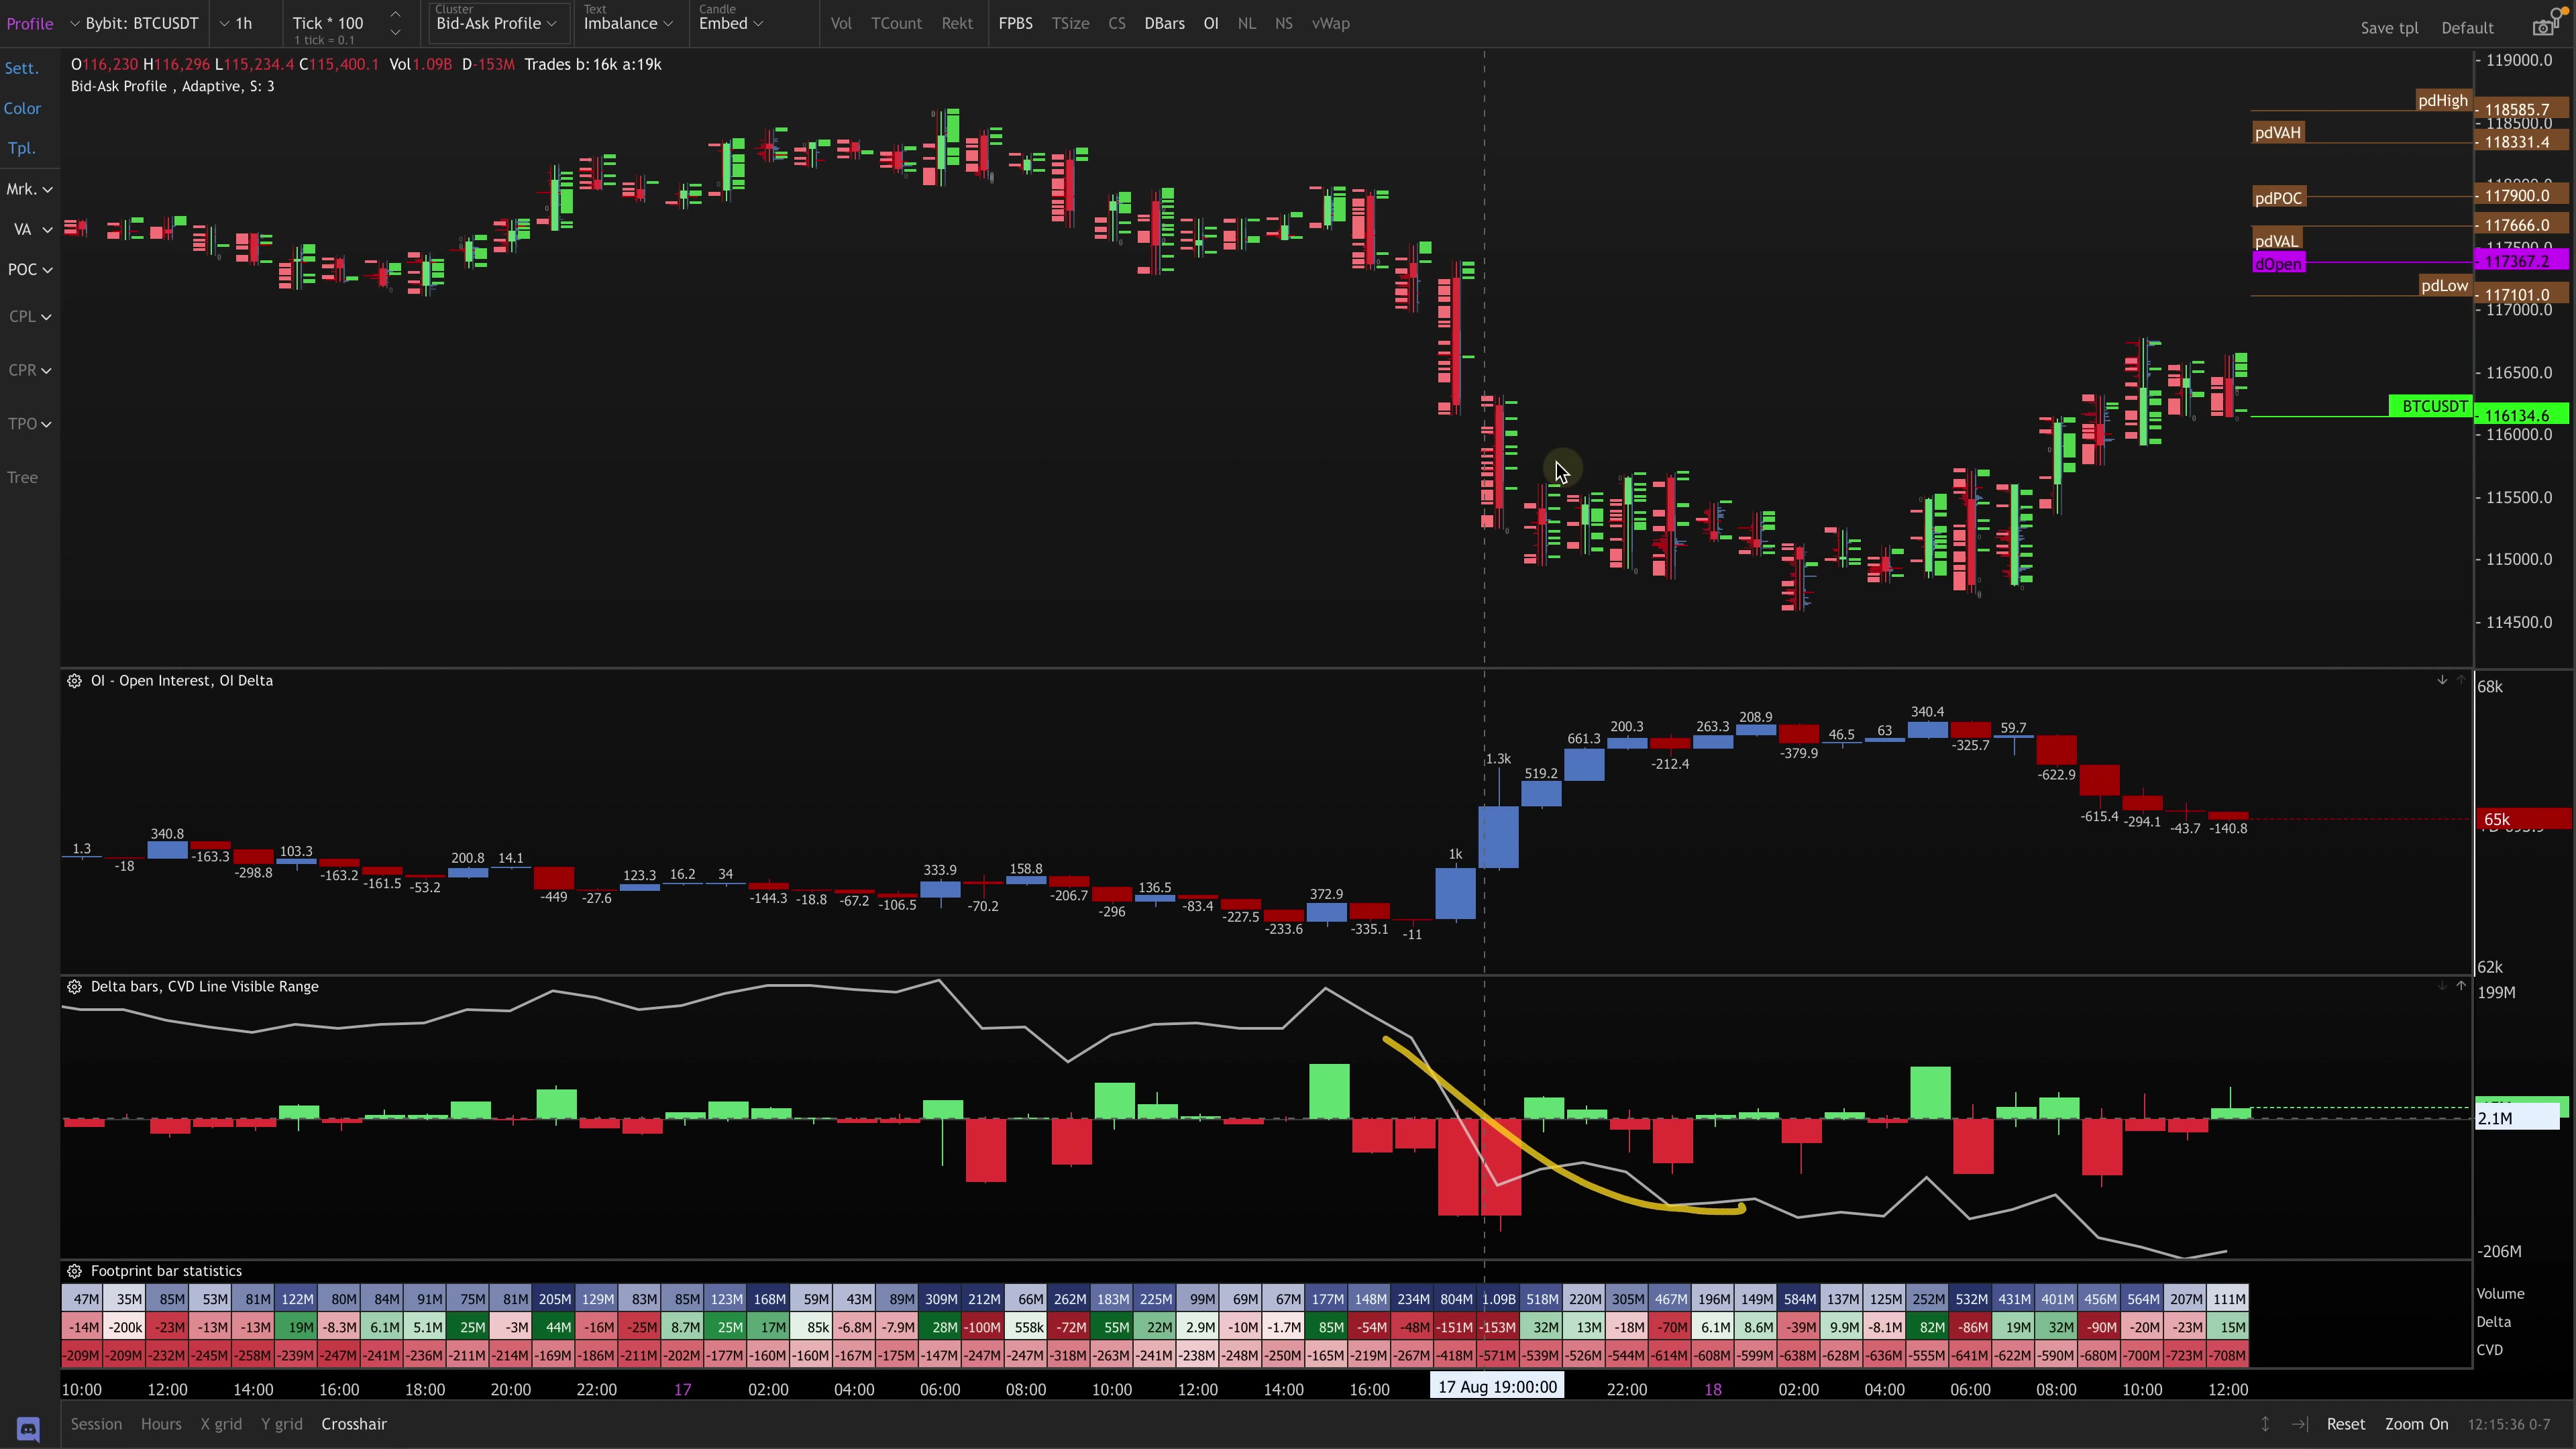 Profile Bybit: BTCUSDT 1h Tick * 100 Cluster Bid-Ask Profile Text Imbalance Candle Embed Vol TCount Rekt FPBS TSize CS DBars OI NL NS vWap Save tpl Default
1 tick = 0.1
Sett.
Color
Tpl.
Mrk.
VA
POC
CPL
CPR
TPO
Tree
O116,230 H116,296 L115,234.4 C115,400.1 Vol1.09B D-153M Trades b:16k a:19k
Bid-Ask Profile , Adaptive, S: 3
119000.0
pdHigh 118585.7
118500.0
pdVAH 118331.4
pdPOC 117900.0
pdVAL 117666.0
dOpen 117367.2
pdLow 117101.0
117000.0
116500.0
BTCUSDT 116134.6
116000.0
115500.0
115000.0
114500.0
OI - Open Interest, OI Delta
68k
65k
62k
1.3 -18 340.8 -163.3 -298.8 103.3 -163.2 -161.5 -53.2 200.8 14.1 -449 -27.6 123.3 16.2 34 -144.3 -18.8 -67.2 -106.5 333.9 -70.2 158.8 -206.7 -296 136.5 -83.4 -227.5 -233.6 372.9 -335.1 -11 1k 1.3k 519.2 661.3 200.3 -212.4 263.3 208.9 -379.9 46.5 63 340.4 -325.7 59.7 -622.9 -615.4 -294.1 -43.7 -140.8
Delta bars, CVD Line Visible Range
199M
2.1M
-206M
Footprint bar statistics
47M 35M 85M 53M 81M 122M 80M 84M 91M 75M 81M 205M 129M 83M 85M 123M 168M 59M 43M 89M 309M 212M 66M 262M 183M 225M 99M 69M 67M 177M 148M 234M 804M 1.09B 518M 220M 305M 467M 196M 149M 584M 137M 125M 252M 532M 431M 401M 456M 564M 207M 111M Volume
-14M -200k -23M -13M -13M 19M -8.3M 6.1M 5.1M 25M -3M 44M -16M -25M 8.7M 25M 17M 85k -6.8M -7.9M 28M -100M 558k -72M 55M 22M 2.9M -10M -1.7M 85M -54M -48M -151M -153M 32M 13M -18M -70M 6.1M 8.6M -39M 9.9M -8.1M 82M -86M 19M 32M -90M -20M -23M 15M Delta
-209M -209M -232M -245M -258M -239M -247M -241M -236M -211M -214M -169M -186M -211M -202M -177M -160M -160M -167M -175M -147M -247M -247M -318M -263M -241M -238M -248M -250M -165M -219M -267M -418M -571M -539M -526M -544M -614M -608M -599M -638M -628M -636M -555M -641M -622M -590M -680M -700M -723M -708M CVD
10:00 12:00 14:00 16:00 18:00 20:00 22:00 17 02:00 04:00 06:00 08:00 10:00 12:00 14:00 16:00 17 Aug 19:00:00 22:00 18 02:00 04:00 06:00 08:00 10:00 12:00
Session Hours X grid Y grid Crosshair Reset Zoom On 12:15:36 0-7